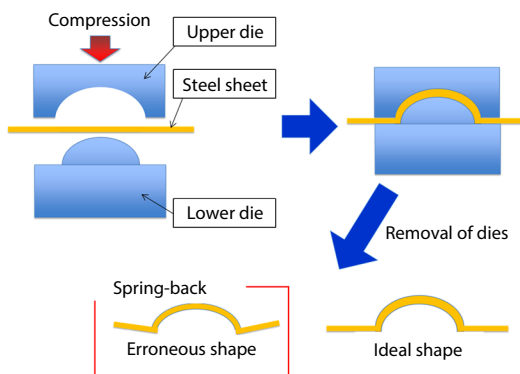 Compression
Upper die
Steel sheet
Lower die
Removal of dies
Spring-back
Erroneous shape
Ideal shape